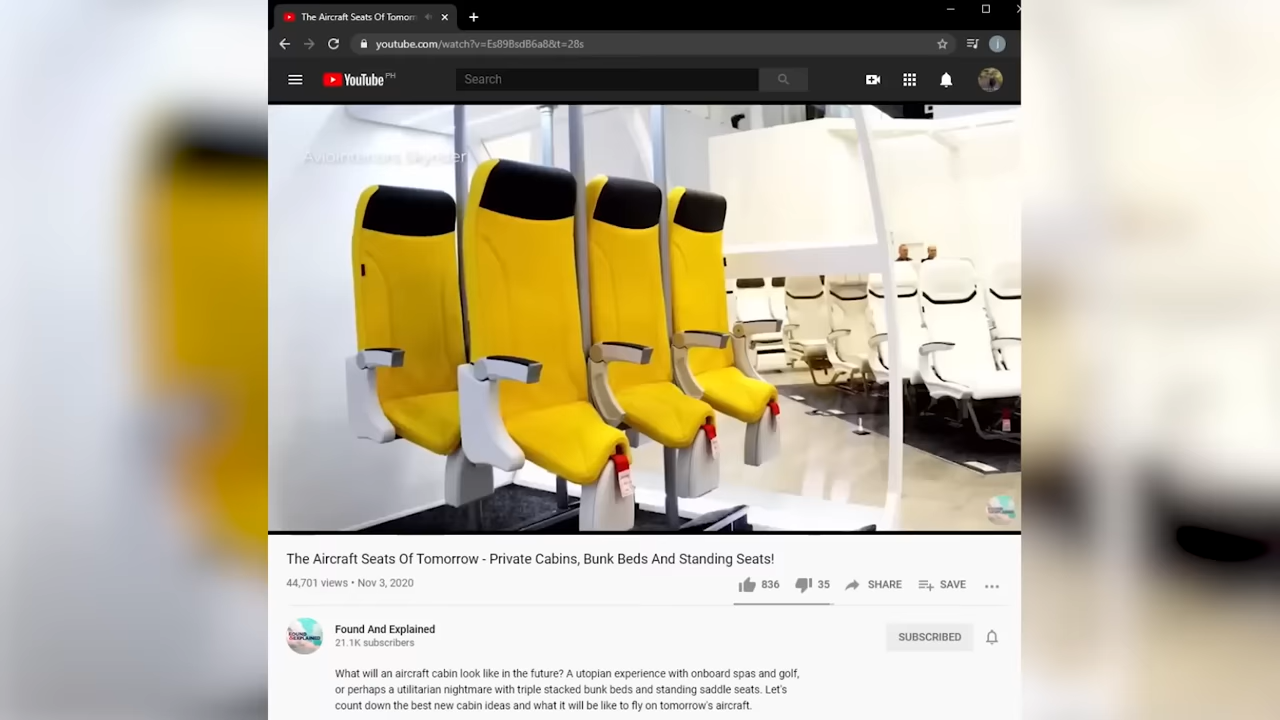 The Aircraft Seats Of Tomorr
youtube.com/watch?v=Es89BsdB6a8&t=28s
YouTube PH
Search
Aviointeriors Skyrider
The Aircraft Seats Of Tomorrow - Private Cabins, Bunk Beds And Standing Seats!
44,701 views • Nov 3, 2020
836 35 SHARE SAVE
FOUND EXPLAINED
Found And Explained
21.1K subscribers
SUBSCRIBED
What will an aircraft cabin look like in the future? A utopian experience with onboard spas and golf,
or perhaps a utilitarian nightmare with triple stacked bunk beds and standing saddle seats. Let's
count down the best new cabin ideas and what it will be like to fly on tomorrow's aircraft.